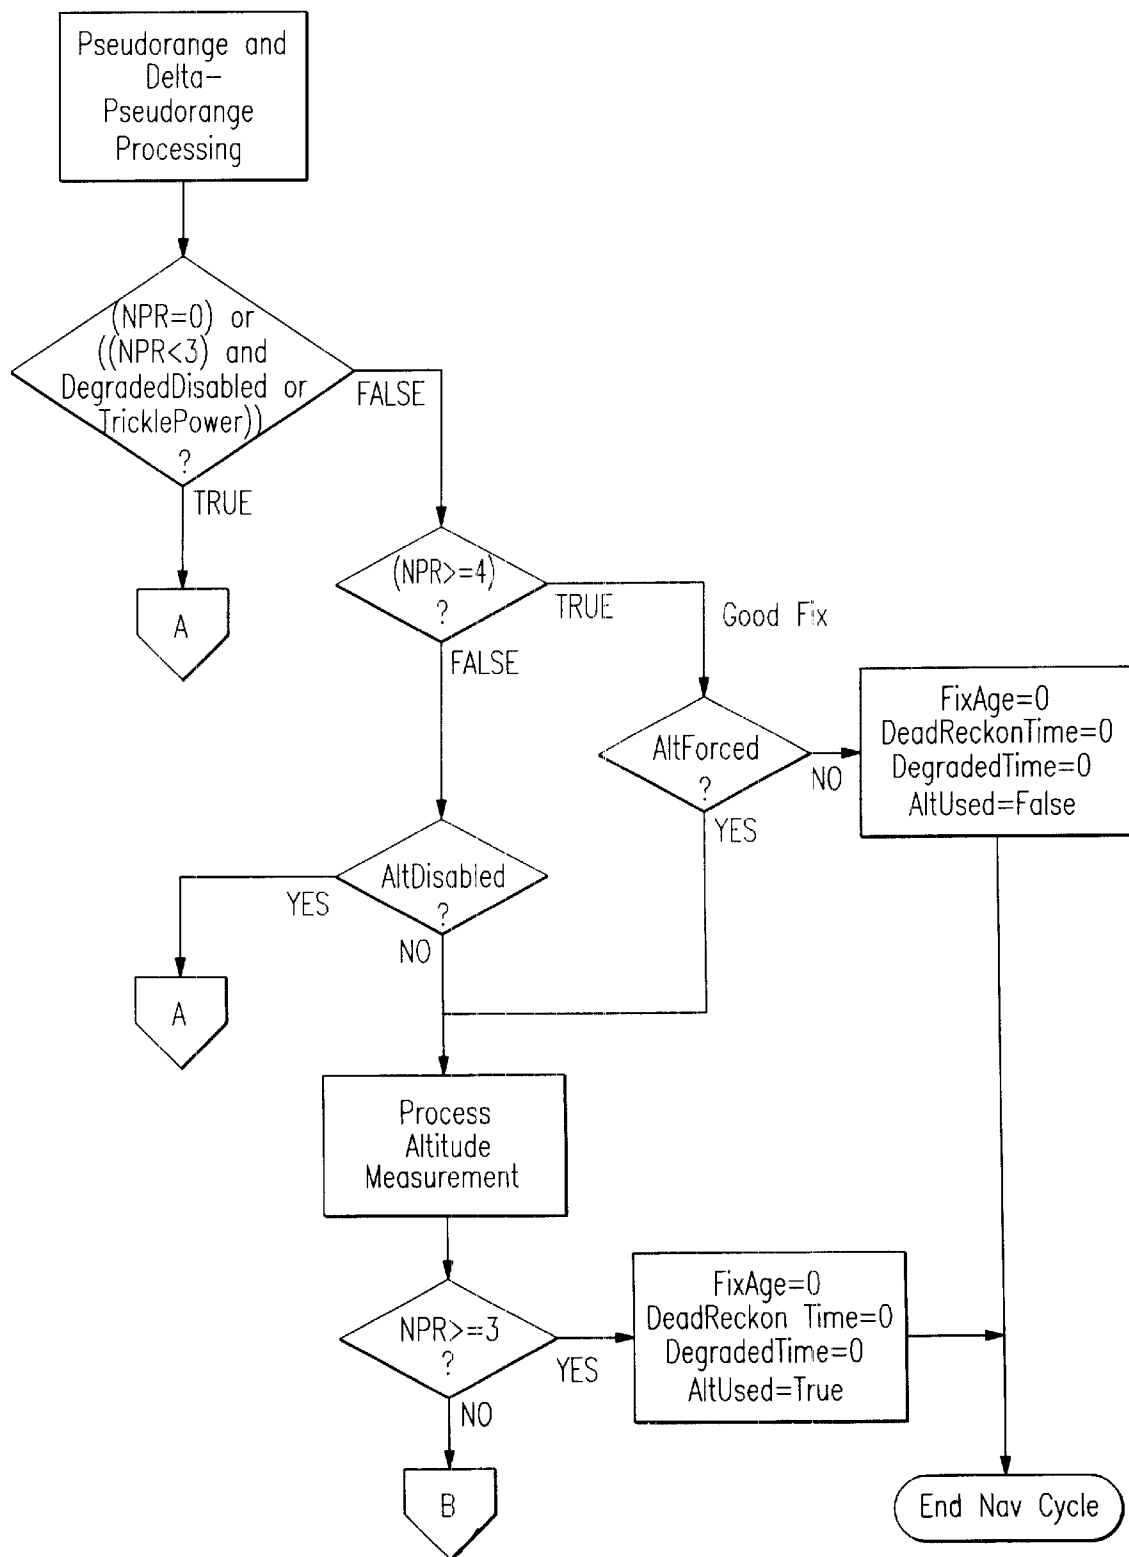 Pseudorange and
Delta-
Pseudorange
Processing
(NPR=0) or
((NPR<3) and
DegradedDisabled or
TricklePower))
?
FALSE
TRUE
A
(NPR>=4)
?
TRUE
FALSE
Good Fix
AltForced
?
NO
YES
FixAge=0
DeadReckonTime=0
DegradedTime=0
AltUsed=False
AltDisabled
?
YES
NO
A
Process
Altitude
Measurement
NPR>=3
?
YES
NO
FixAge=0
DeadReckon Time=0
DegradedTime=0
AltUsed=True
B
End Nav Cycle